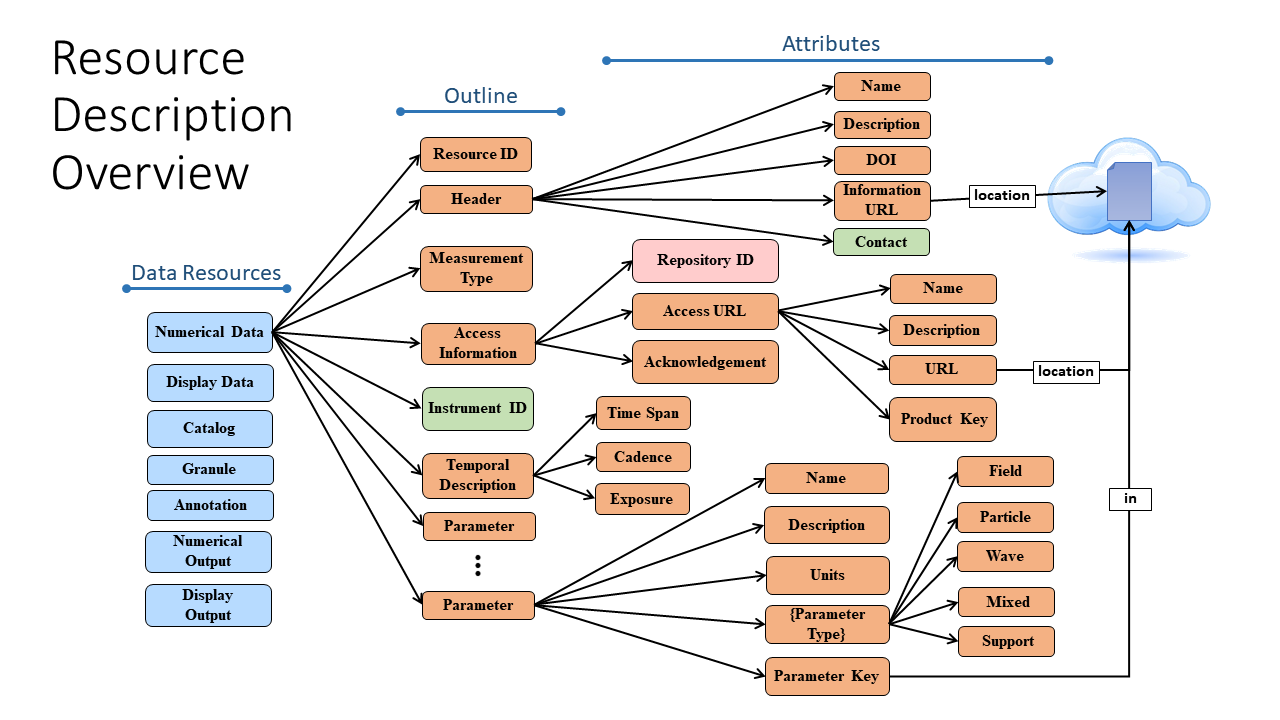 Resource
Description
Overview
Attributes
Outline
Data Resources
Numerical Data
Display Data
Catalog
Granule
Annotation
Numerical
Output
Display
Output
Resource ID
Header
Measurement
Type
Access
Information
Instrument ID
Temporal
Description
Parameter
Parameter
Name
Description
DOI
Information
URL
Contact
location
Repository ID
Access URL
Acknowledgement
Name
Description
URL
Product Key
location
Time Span
Cadence
Exposure
Name
Description
Units
{Parameter
Type}
Parameter Key
Field
Particle
Wave
Mixed
Support
in